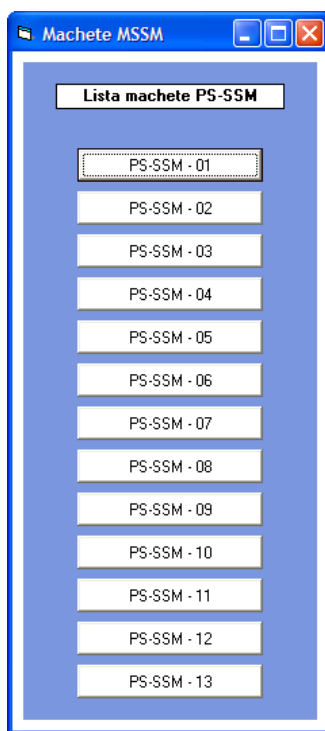 Machete MSSM
Lista machete PS-SSM
PS-SSM - 01
PS-SSM - 02
PS-SSM - 03
PS-SSM - 04
PS-SSM - 05
PS-SSM - 06
PS-SSM - 07
PS-SSM - 08
PS-SSM - 09
PS-SSM - 10
PS-SSM - 11
PS-SSM - 12
PS-SSM - 13